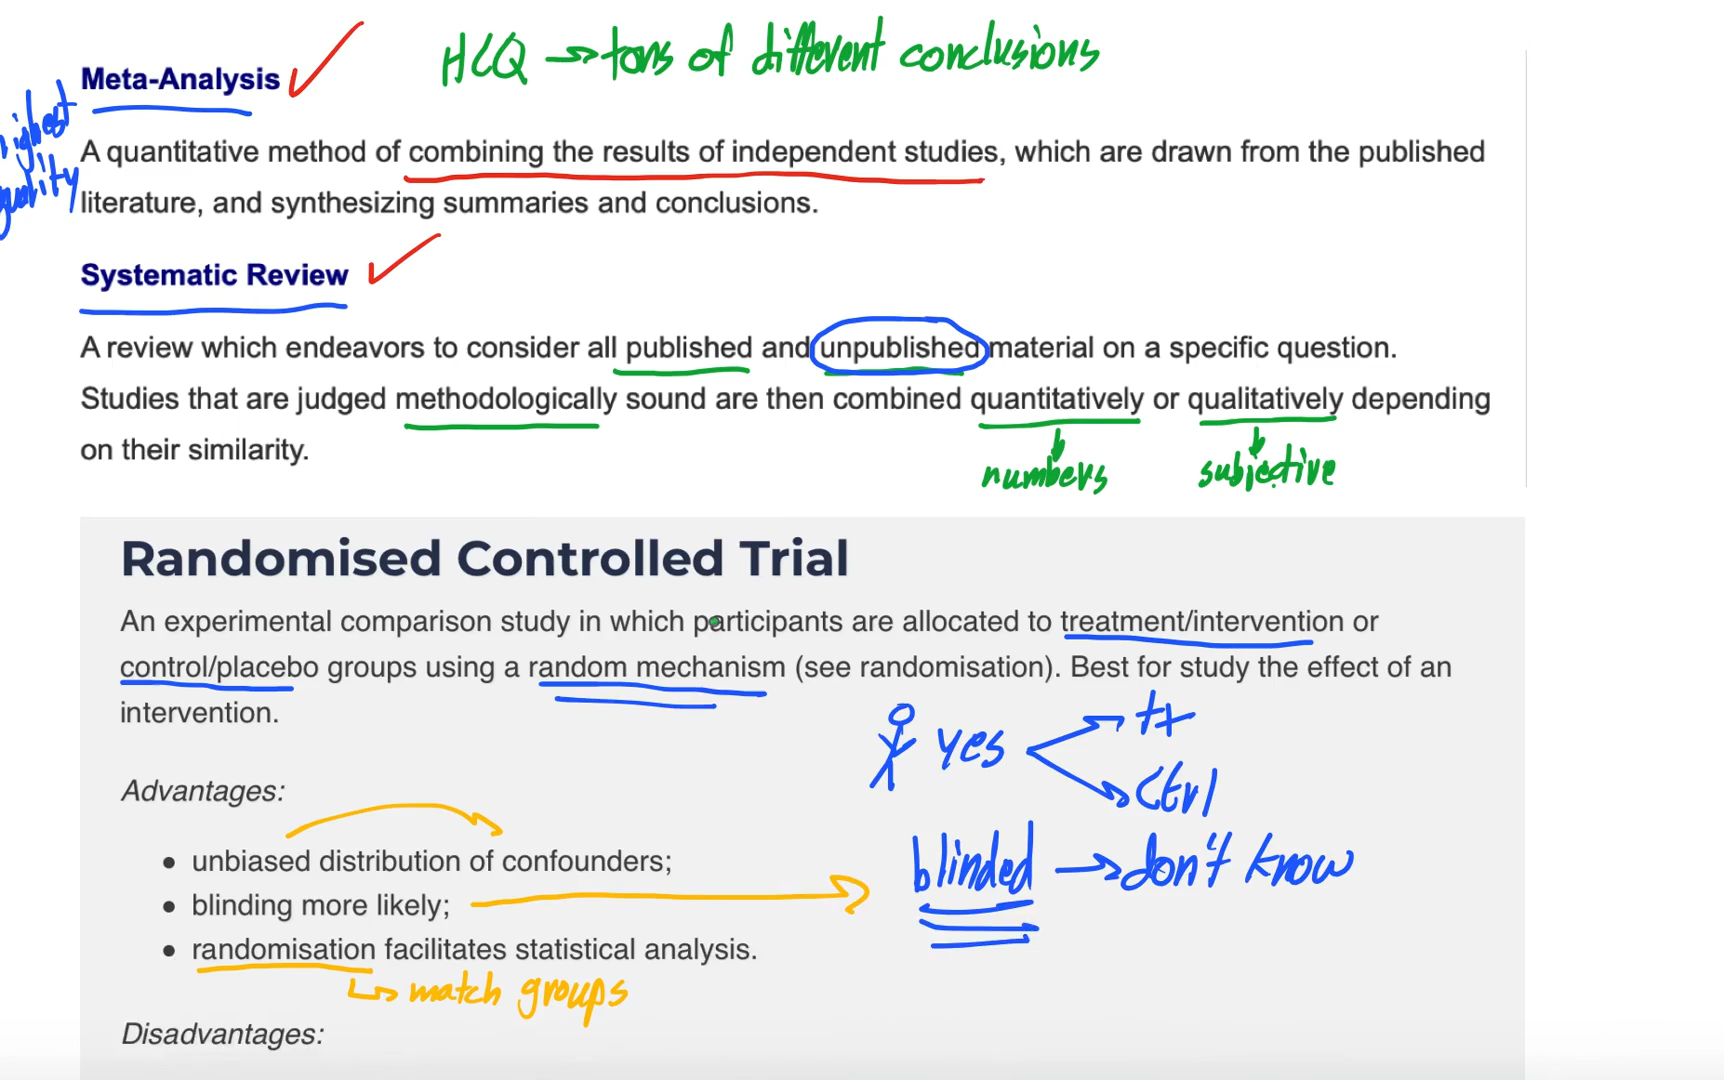 HCQ → tons of different conclusions
Meta-Analysis
highest
quality
A quantitative method of combining the results of independent studies, which are drawn from the published
literature, and synthesizing summaries and conclusions.
Systematic Review
A review which endeavors to consider all published and unpublished material on a specific question.
Studies that are judged methodologically sound are then combined quantitatively or qualitatively depending
on their similarity.
numbers
subjective
Randomised Controlled Trial
An experimental comparison study in which participants are allocated to treatment/intervention or
control/placebo groups using a random mechanism (see randomisation). Best for study the effect of an
intervention.
yes
tx
Ctrl
Advantages:
• unbiased distribution of confounders;
• blinding more likely;
blinded → don't know
• randomisation facilitates statistical analysis.
match groups
Disadvantages: